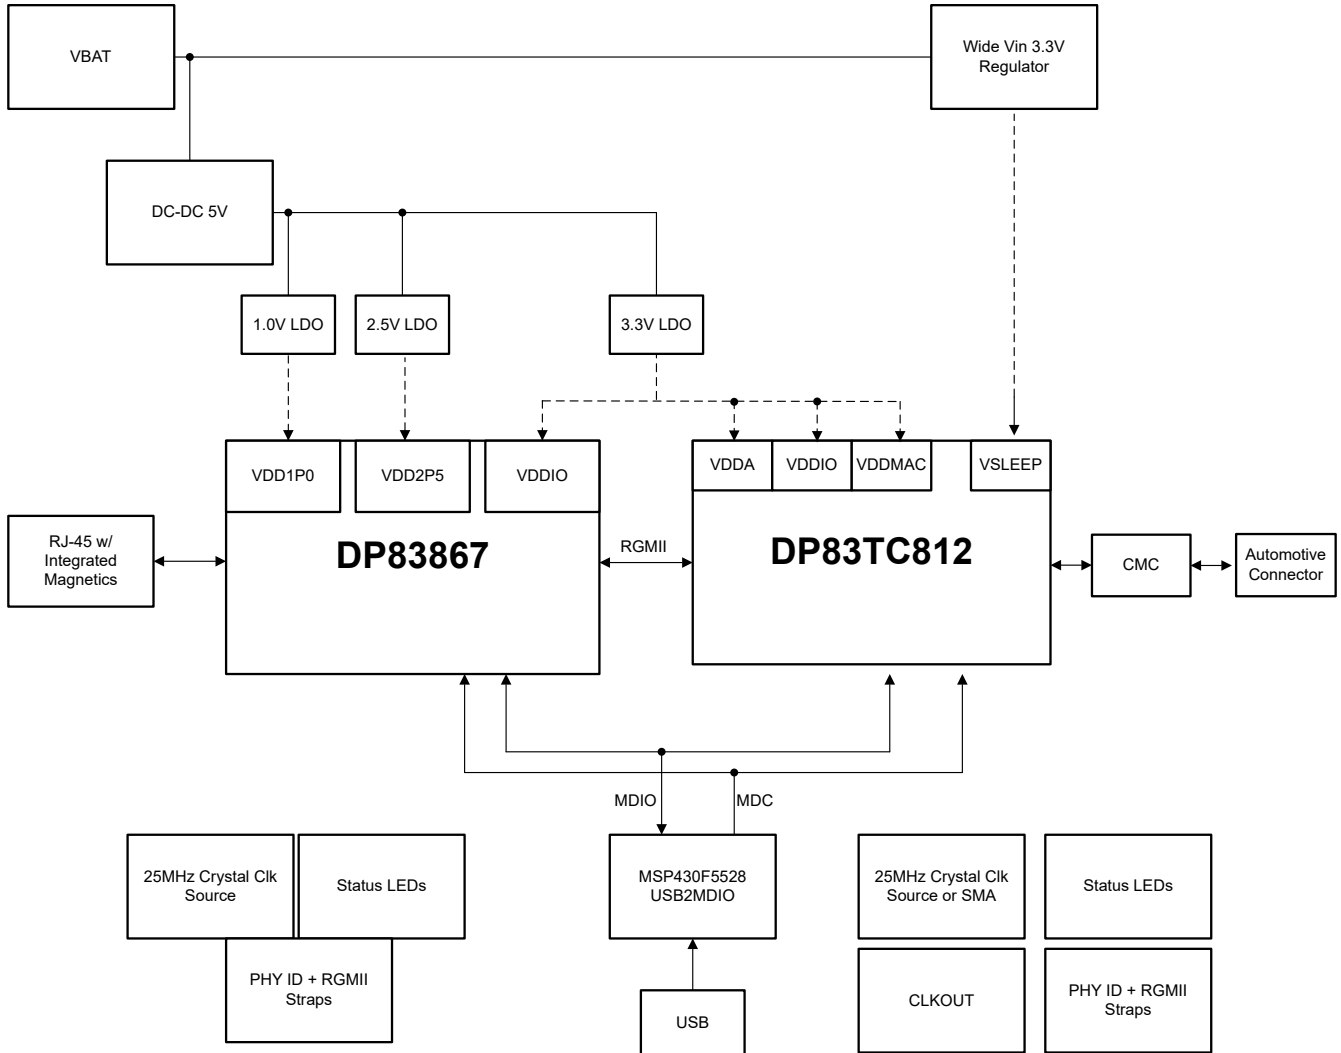 VBAT
Wide Vin 3.3V
Regulator
DC-DC 5V
1.0V LDO
2.5V LDO
3.3V LDO
VDD1P0
VDD2P5
VDDIO
VDDA
VDDIO
VDDMAC
VSLEEP
RJ-45 w/
Integrated
Magnetics
DP83867
RGMII
DP83TC812
CMC
Automotive
Connector
MDIO
MDC
25MHz Crystal Clk
Source
Status LEDs
PHY ID + RGMII
Straps
MSP430F5528
USB2MDIO
USB
25MHz Crystal Clk
Source or SMA
Status LEDs
CLKOUT
PHY ID + RGMII
Straps